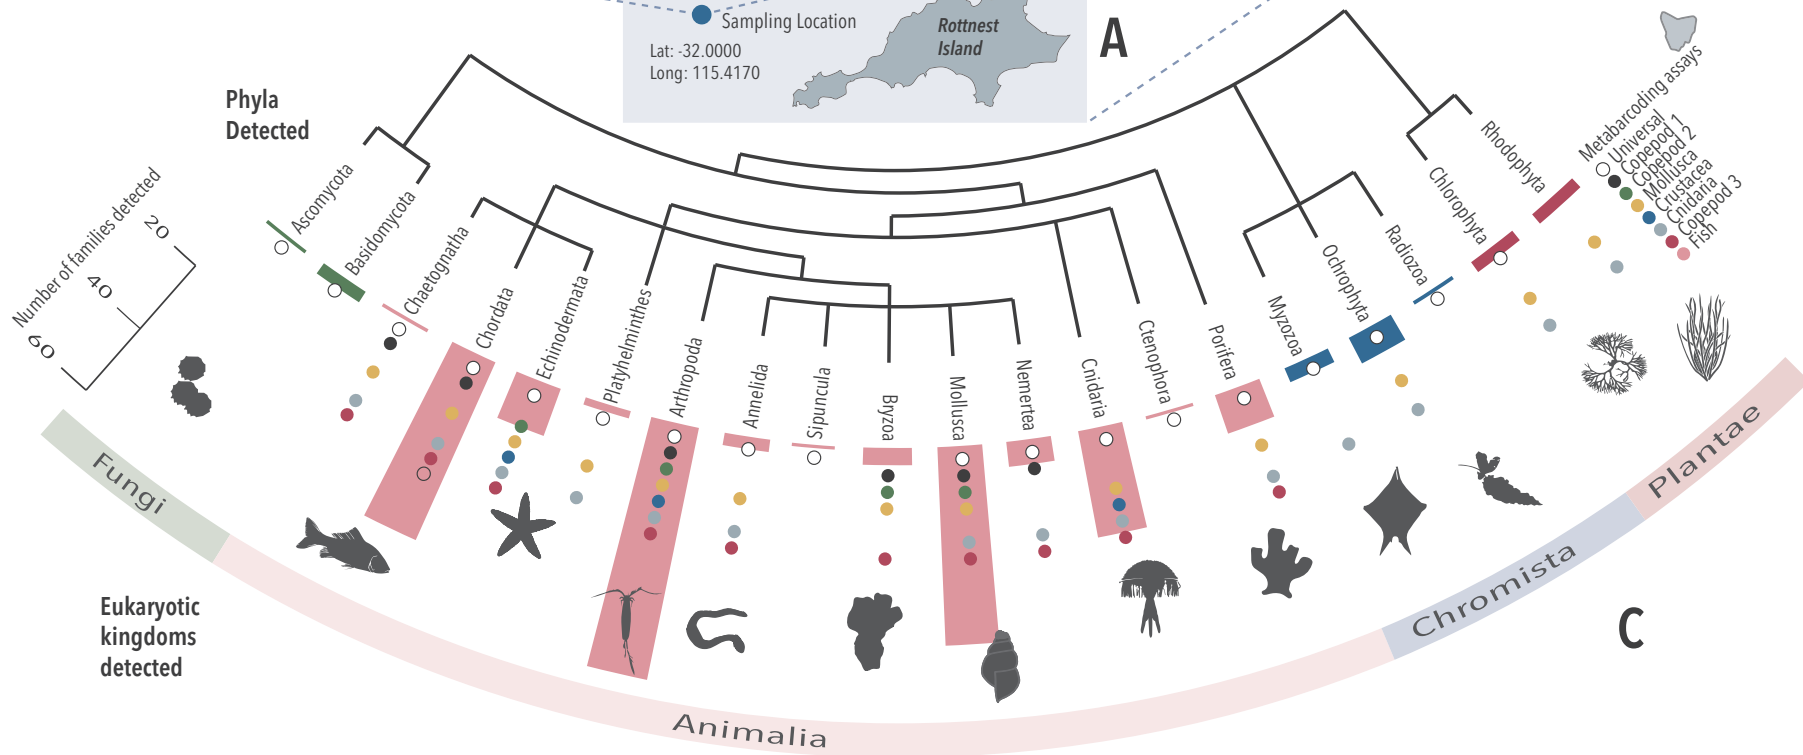 Sampling Location
Lat: -32.0000
Long: 115.4170
Rottnest
Island
A
Phyla
Detected
Number of families detected
20
40
60
Ascomycota
Basidomycota
Chaetognatha
Chordata
Echinodermata
Platyhelminthes
Arthropoda
Annelida
Sipuncula
Bryzoa
Mollusca
Nemertea
Cnidaria
Ctenophora
Porifera
Myzozoa
Ochrophyta
Radiozoa
Chlorophyta
Rhodophyta
Metabarcoding assays
Universal
Copepod 1
Copepod 2
Mollusca
Crustacea
Cnidaria
Copepod 3
Fish
Fungi
Animalia
Chromista
Plantae
Eukaryotic
kingdoms
detected
C